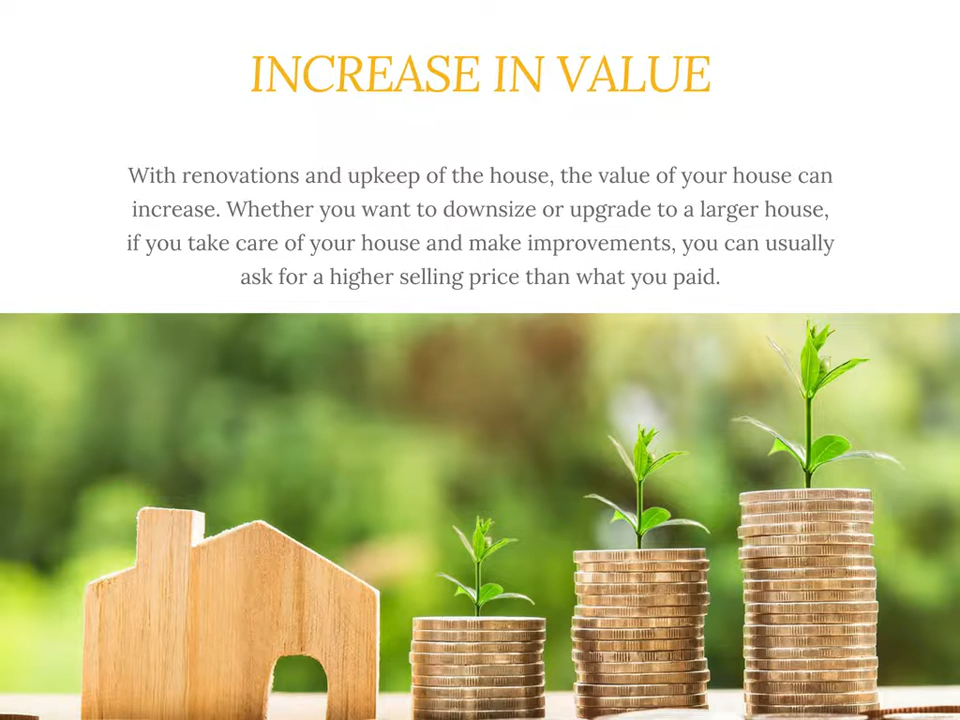 INCREASE IN VALUE
With renovations and upkeep of the house, the value of your house can
increase. Whether you want to downsize or upgrade to a larger house,
if you take care of your house and make improvements, you can usually
ask for a higher selling price than what you paid.